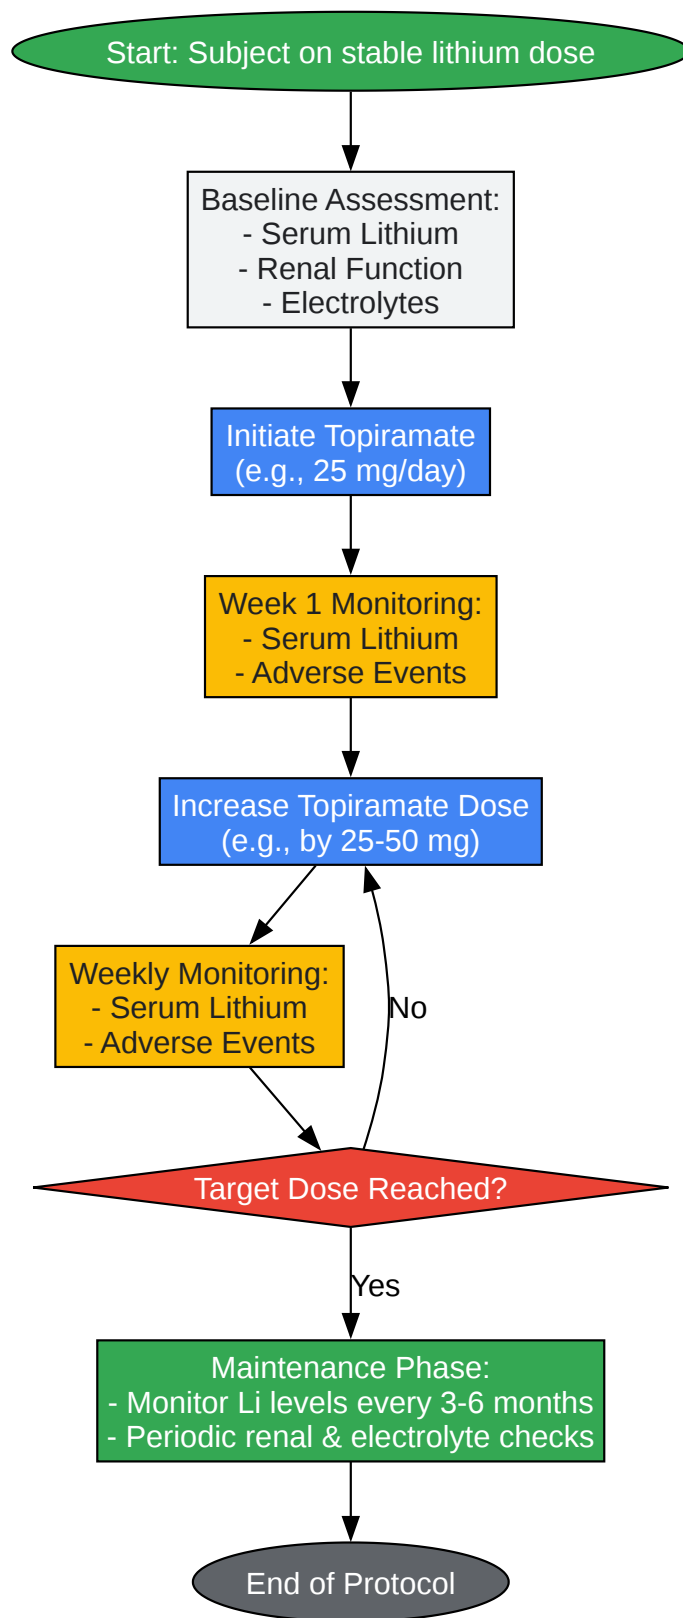 Start: Subject on stable lithium dose
Baseline Assessment:
- Serum Lithium
- Renal Function
- Electrolytes
Initiate Topiramate
(e.g., 25 mg/day)
Week 1 Monitoring:
- Serum Lithium
- Adverse Events
Increase Topiramate Dose
(e.g., by 25-50 mg)
Weekly Monitoring:
- Serum Lithium
- Adverse Events
No
Target Dose Reached?
Yes
Maintenance Phase:
- Monitor Li levels every 3-6 months
- Periodic renal & electrolyte checks
End of Protocol